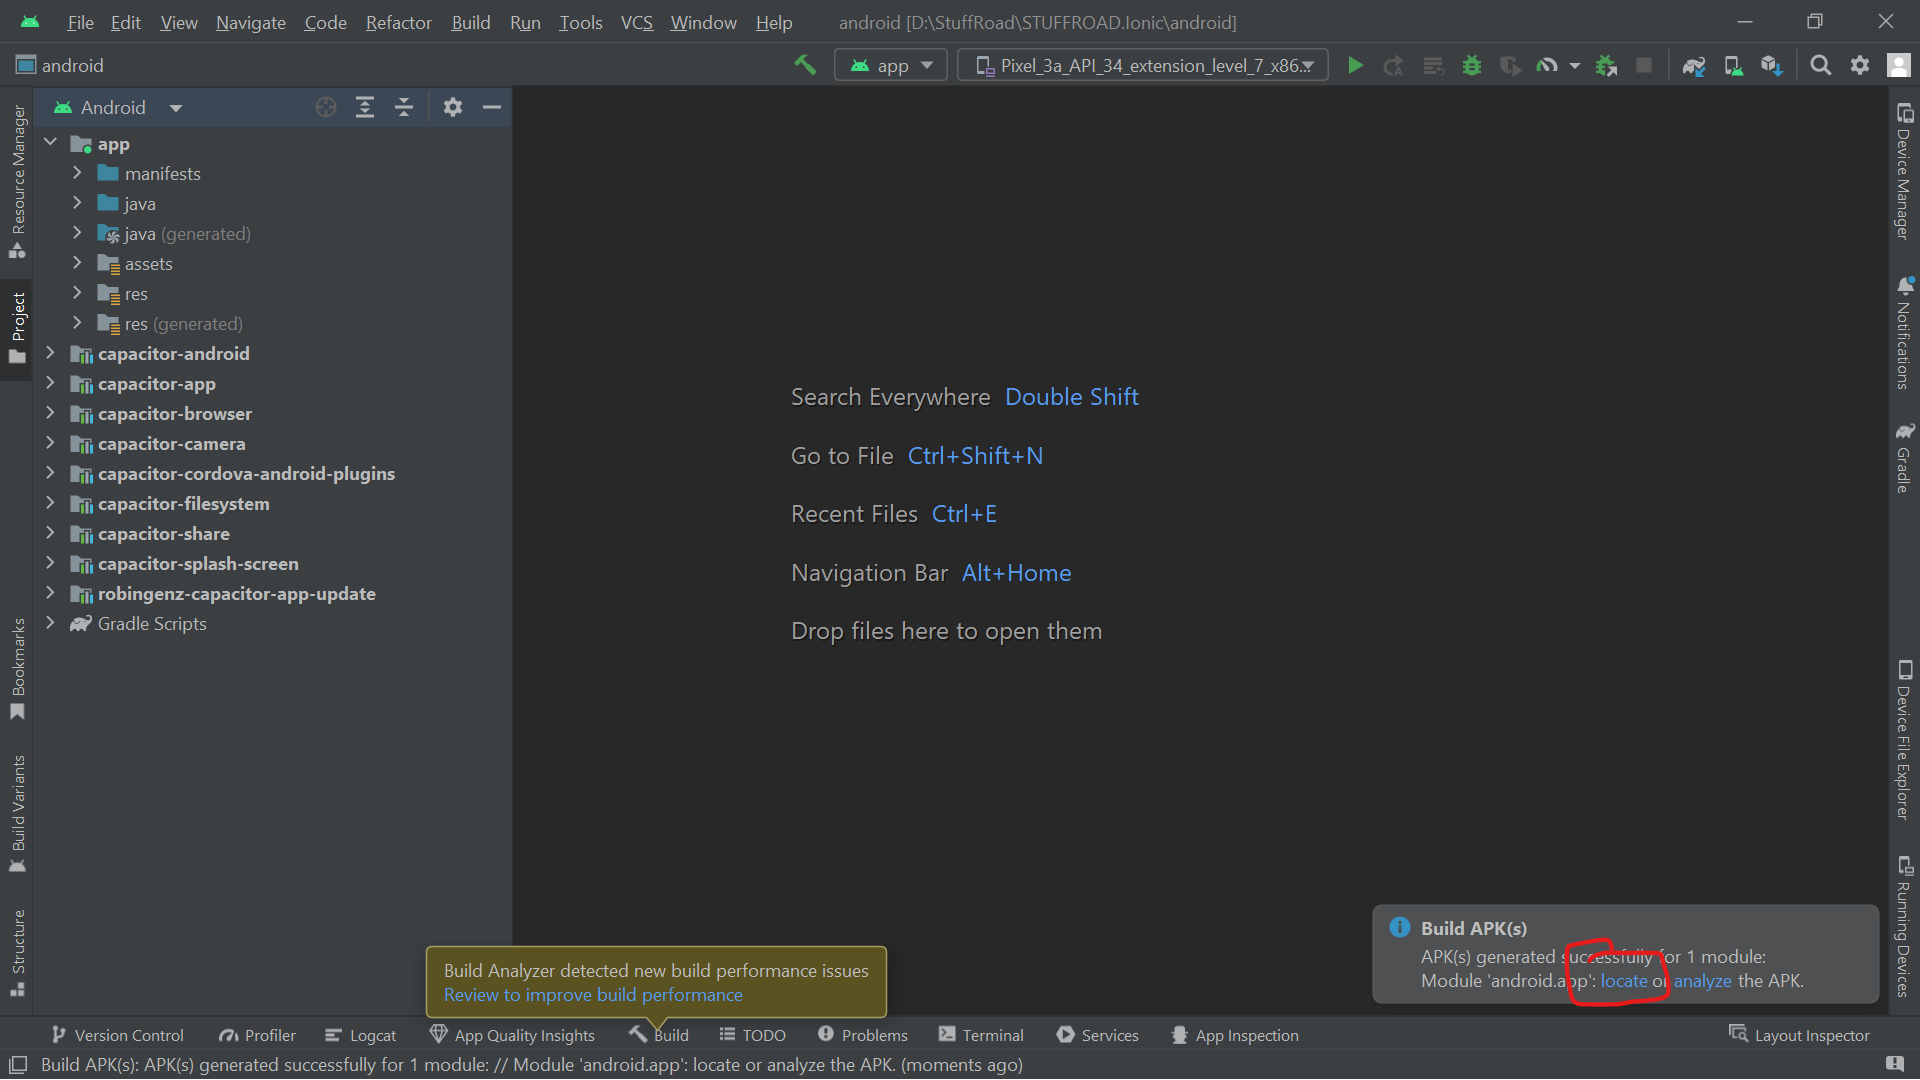 File Edit View Navigate Code Refactor Build Run Tools VCS Window Help android [D:\StuffRoad\STUFFROAD.Ionic\android]
android app Pixel_3a_API_34_extension_level_7_x86...
Android
app
manifests
java
java (generated)
assets
res
res (generated)
capacitor-android
capacitor-app
capacitor-browser
capacitor-camera
capacitor-cordova-android-plugins
capacitor-filesystem
capacitor-share
capacitor-splash-screen
robingenz-capacitor-app-update
Gradle Scripts
Resource Manager
Project
Bookmarks
Build Variants
Structure
Search Everywhere Double Shift
Go to File Ctrl+Shift+N
Recent Files Ctrl+E
Navigation Bar Alt+Home
Drop files here to open them
Device Manager
Notifications
Gradle
Device File Explorer
Running Devices
Build Analyzer detected new build performance issues
Review to improve build performance
Build APK(s)
APK(s) generated successfully for 1 module:
Module 'android.app': locate or analyze the APK.
Version Control Profiler Logcat App Quality Insights Build TODO Problems Terminal Services App Inspection Layout Inspector
Build APK(s): APK(s) generated successfully for 1 module: // Module 'android.app': locate or analyze the APK. (moments ago)